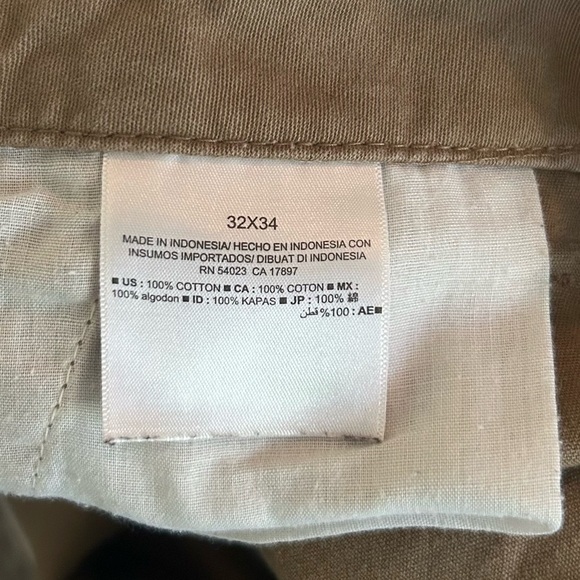 32X34
MADE IN INDONESIA/ HECHO EN INDONESIA CON
INSUMOS IMPORTADOS/ DIBUAT DI INDONESIA
RN 54023 CA 17897
■ US : 100% COTTON ■ CA : 100% COTON ■ MX :
100% algodon ■ ID : 100% KAPAS ■ JP : 100% 綿
■AE : 100% قطن